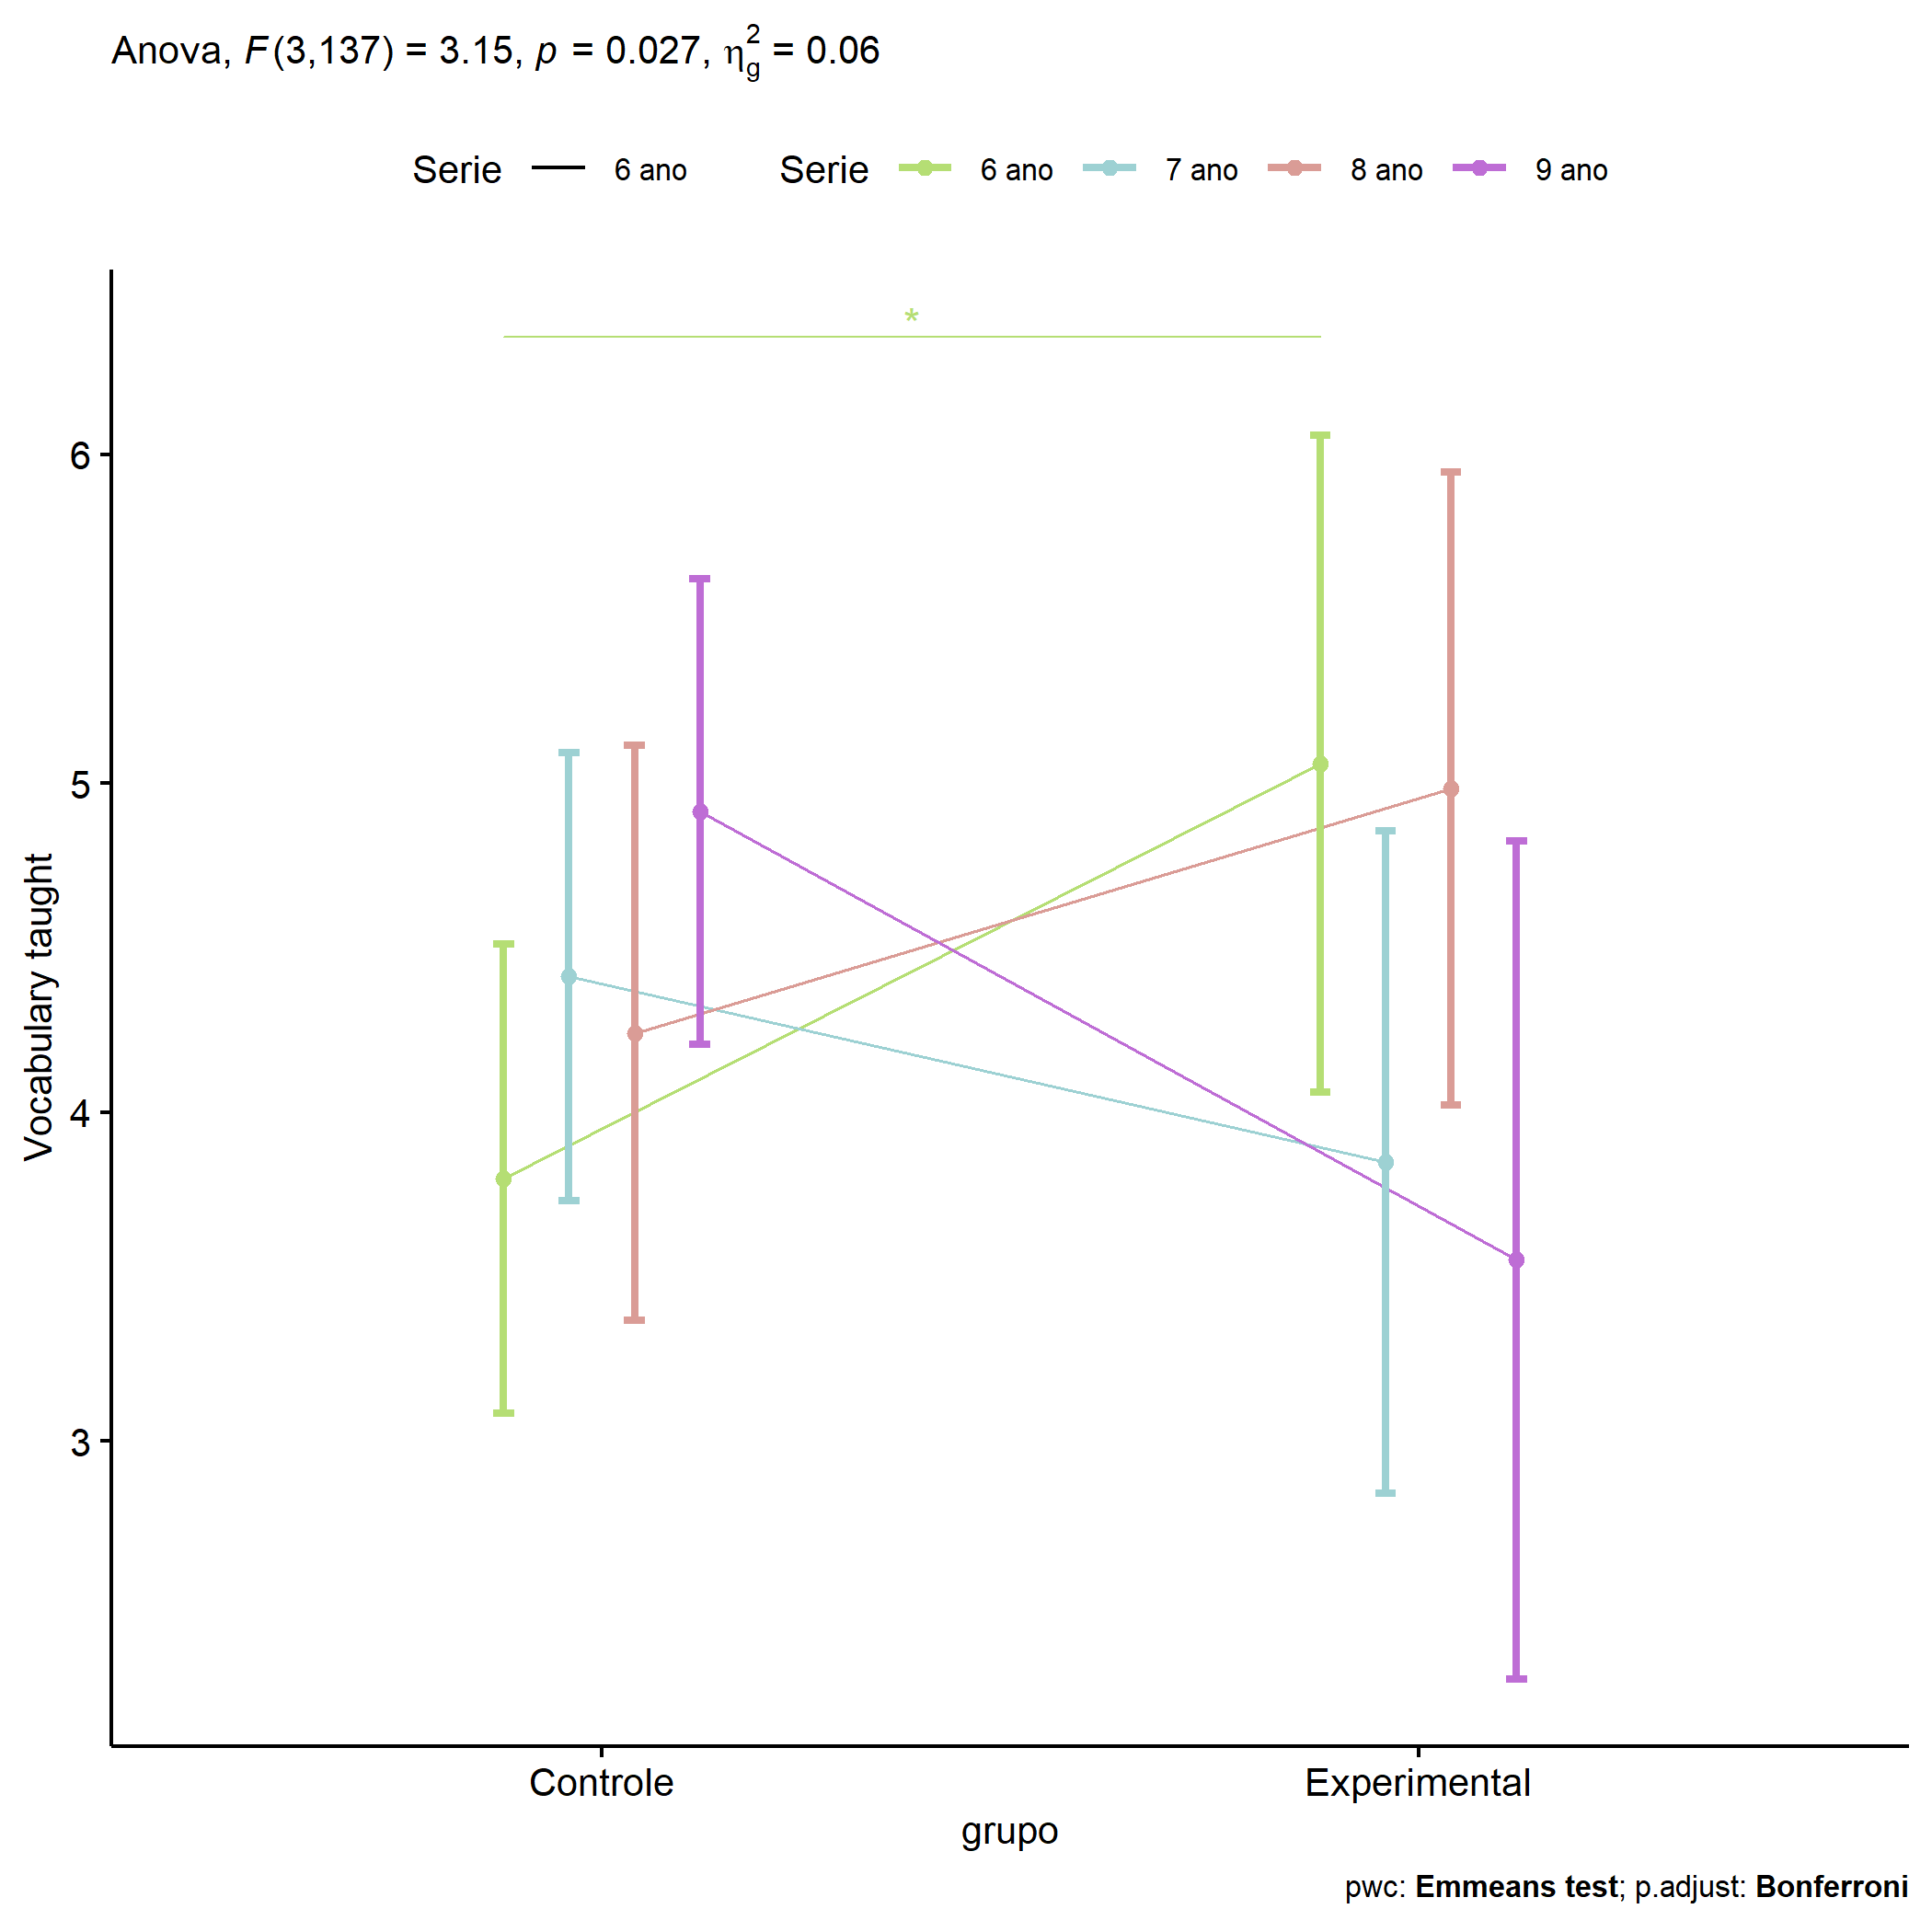 Anova, F(3,137) = 3.15, p = 0.027, η²g = 0.06
Serie 6 ano Serie 6 ano 7 ano 8 ano 9 ano
*
6
5
4
3
Vocabulary taught
Controle Experimental
grupo
pwc: Emmeans test; p.adjust: Bonferroni